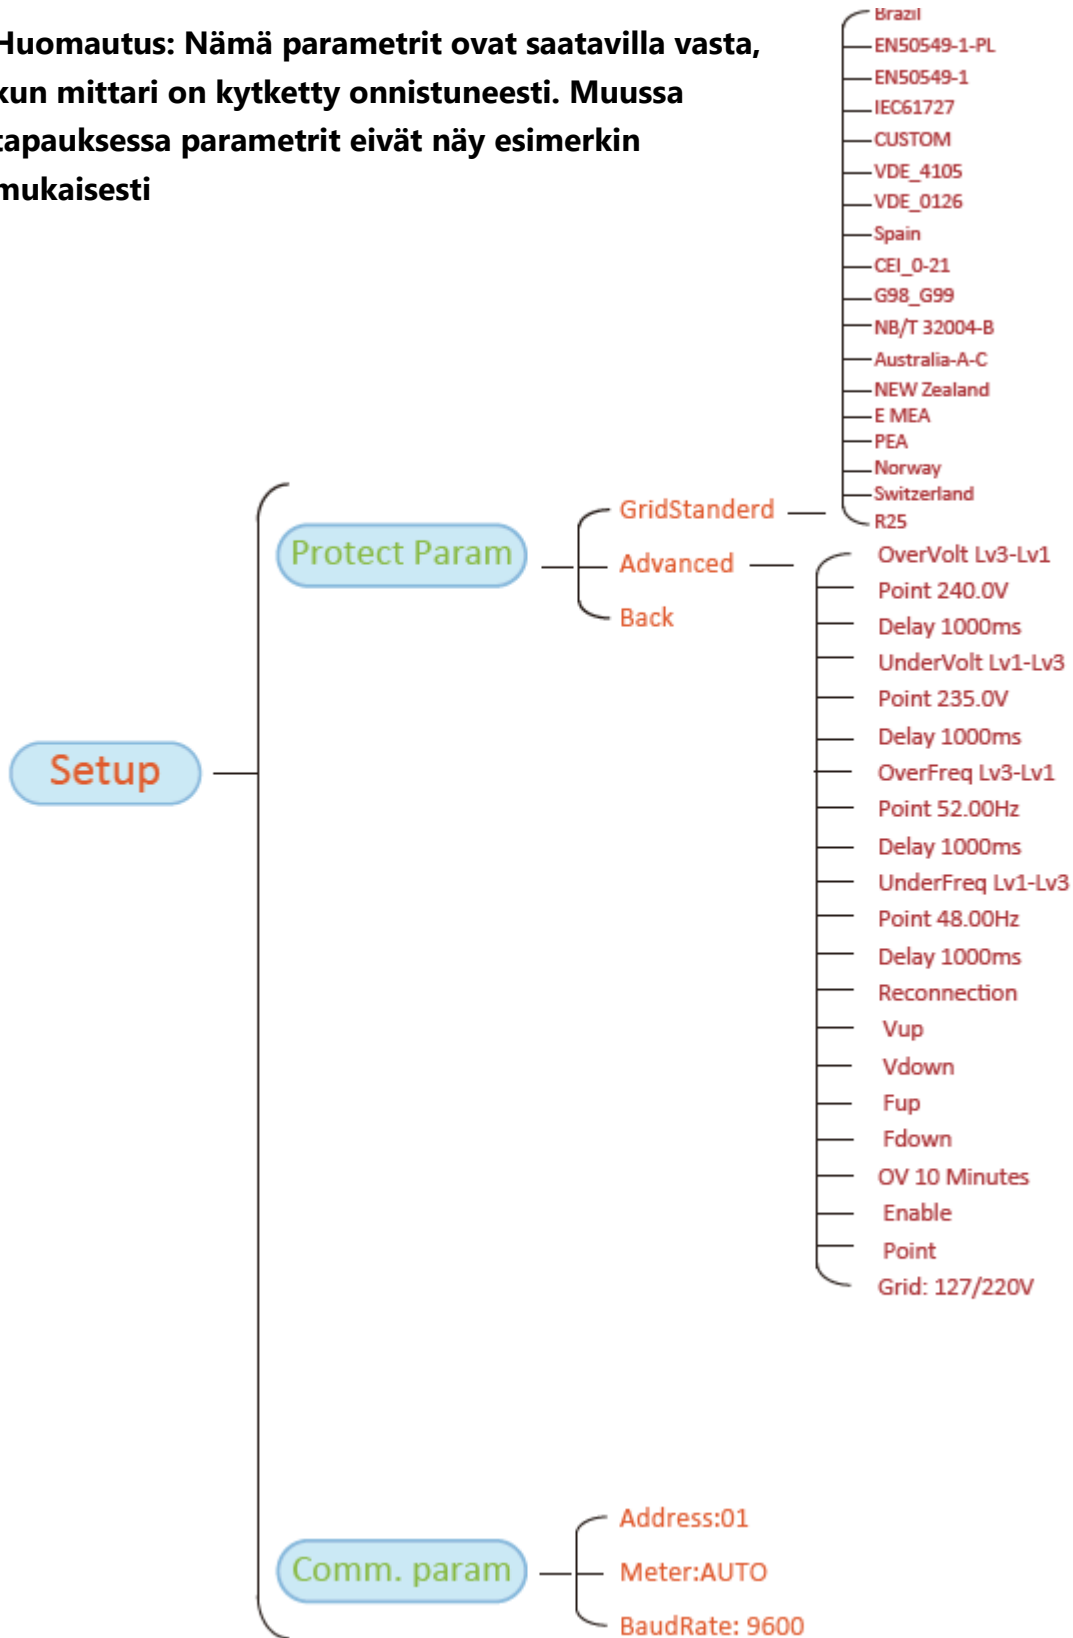 Huomautus: Nämä parametrit ovat saatavilla vasta,
kun mittari on kytketty onnistuneesti. Muussa
tapauksessa parametrit eivät näy esimerkin
mukaisesti
Brazil
EN50549-1-PL
EN50549-1
IEC61727
CUSTOM
VDE_4105
VDE_0126
Spain
CEI_0-21
G98_G99
NB/T 32004-B
Australia-A-C
NEW Zealand
E MEA
PEA
Norway
Switzerland
R25
Setup
Protect Param
GridStanderd
Advanced
Back
OverVolt Lv3-Lv1
Point 240.0V
Delay 1000ms
UnderVolt Lv1-Lv3
Point 235.0V
Delay 1000ms
OverFreq Lv3-Lv1
Point 52.00Hz
Delay 1000ms
UnderFreq Lv1-Lv3
Point 48.00Hz
Delay 1000ms
Reconnection
Vup
Vdown
Fup
Fdown
OV 10 Minutes
Enable
Point
Grid: 127/220V
Comm. param
Address:01
Meter:AUTO
BaudRate: 9600